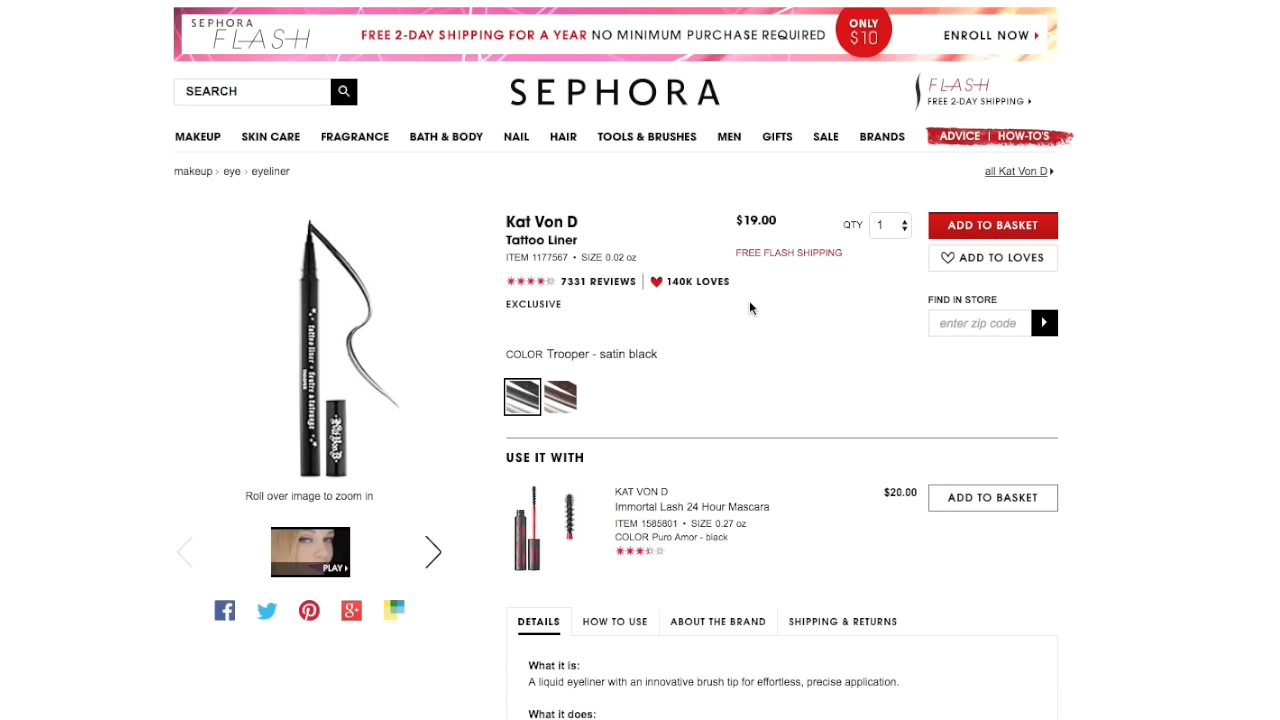 SEPHORA
FLASH
FREE 2-DAY SHIPPING FOR A YEAR NO MINIMUM PURCHASE REQUIRED
ONLY
$10
ENROLL NOW
SEARCH
SEPHORA
FLASH
FREE 2-DAY SHIPPING
MAKEUP SKIN CARE FRAGRANCE BATH & BODY NAIL HAIR TOOLS & BRUSHES MEN GIFTS SALE BRANDS ADVICE | HOW-TO'S
makeup › eye › eyeliner
all Kat Von D
Kat Von D
Tattoo Liner
ITEM 1177567 • SIZE 0.02 oz
7331 REVIEWS | 140K LOVES
EXCLUSIVE
$19.00
FREE FLASH SHIPPING
QTY 1
ADD TO BASKET
ADD TO LOVES
FIND IN STORE
enter zip code
COLOR Trooper - satin black
tattoo liner
TROOPER
Kat Von D
Roll over image to zoom in
PLAY
USE IT WITH
KAT VON D
Immortal Lash 24 Hour Mascara
ITEM 1585801 • SIZE 0.27 oz
COLOR Puro Amor - black
$20.00
ADD TO BASKET
DETAILS HOW TO USE ABOUT THE BRAND SHIPPING & RETURNS
What it is:
A liquid eyeliner with an innovative brush tip for effortless, precise application.
What it does: